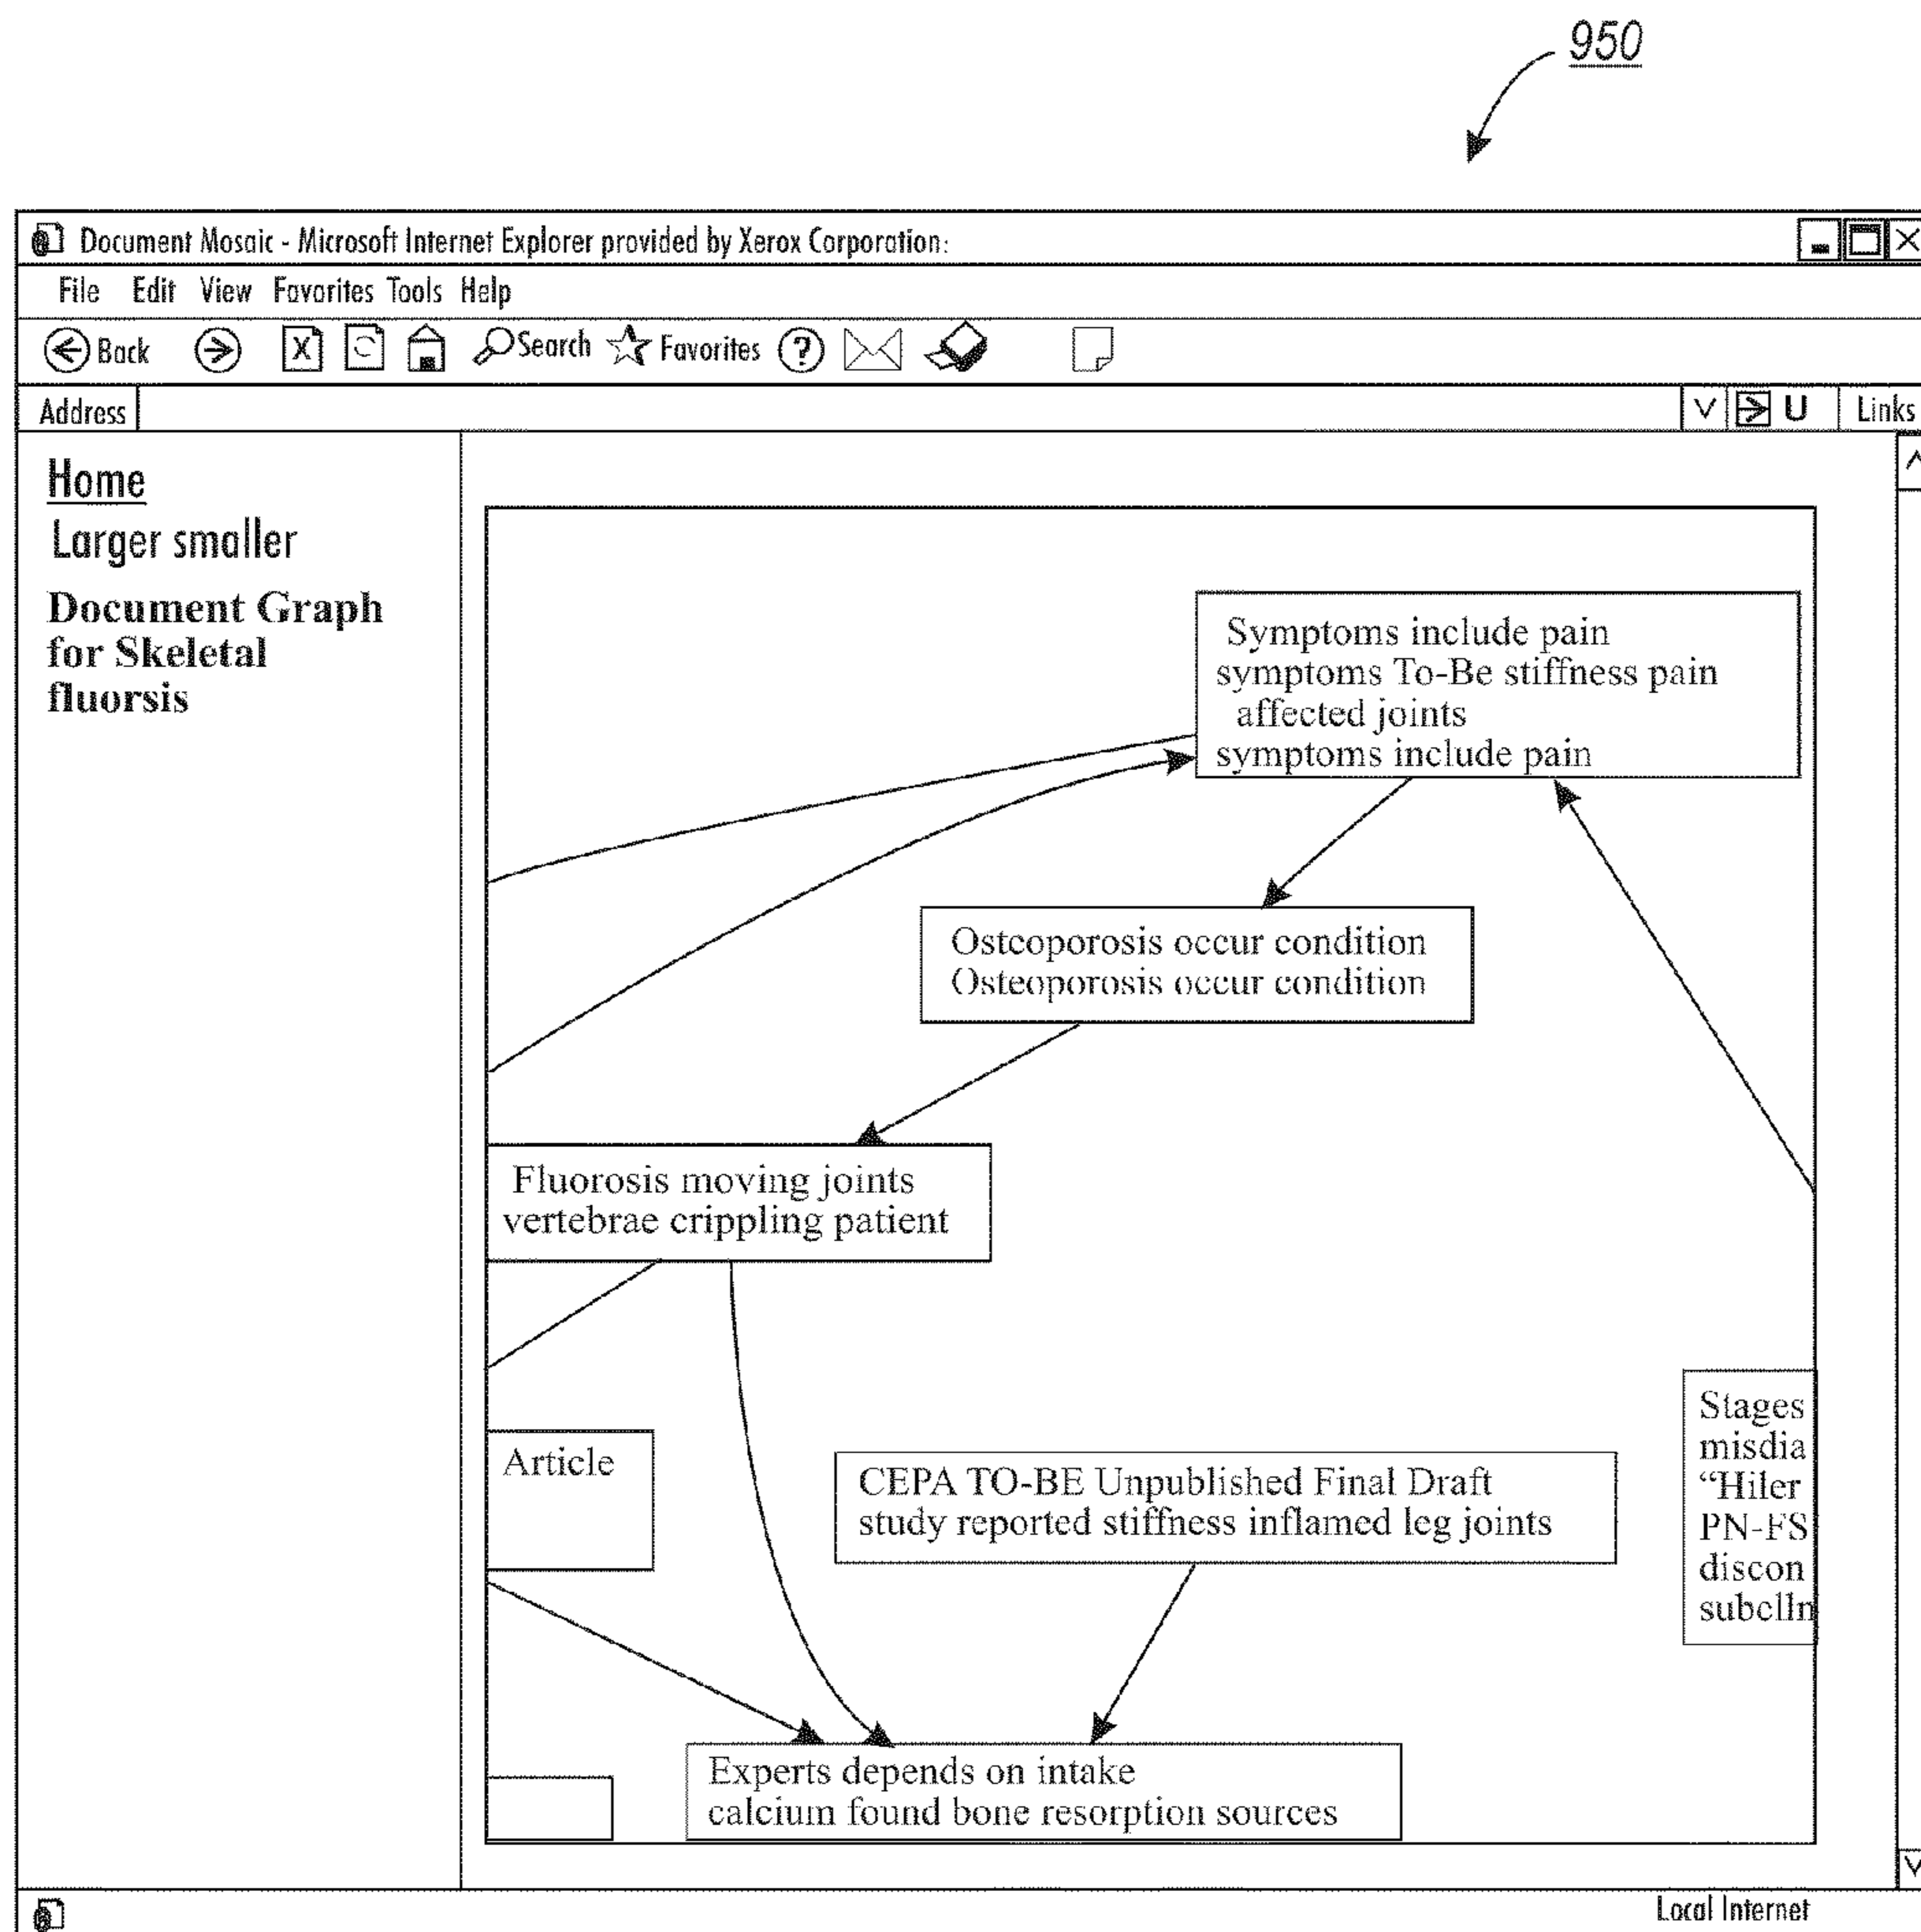 950
Document Mosaic - Microsoft Internet Explorer provided by Xerox Corporation:
File Edit View Favorites Tools Help
Back X Search Favorites ?
Address U Links
Home
Larger smaller
Document Graph
for Skeletal
fluorsis
Symptoms include pain
symptoms To-Be stiffness pain
affected joints
symptoms include pain
Osteoporosis occur condition
Osteoporosis occur condition
Fluorosis moving joints
vertebrae crippling patient
Article
CEPA TO-BE Unpublished Final Draft
study reported stiffness inflamed leg joints
Stages
misdia
“Hiler
PN-FS
discon
subclln
Experts depends on intake
calcium found bone resorption sources
Local Internet